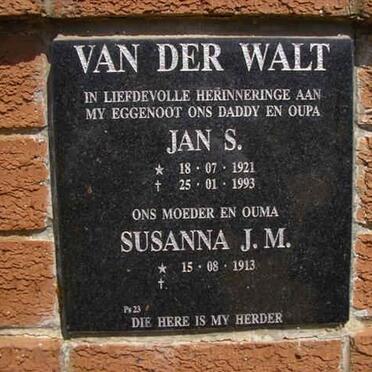 VAN DER WALT
IN LIEFDEVOLLE HERINNERINGE AAN
MY EGGENOOT ONS DADDY EN OUPA
JAN S.
★ 18 · 07 · 1921
† 25 · 01 · 1993
ONS MOEDER EN OUMA
SUSANNA J. M.
★ 15 · 08 · 1913
†
Ps 23
DIE HERE IS MY HERDER